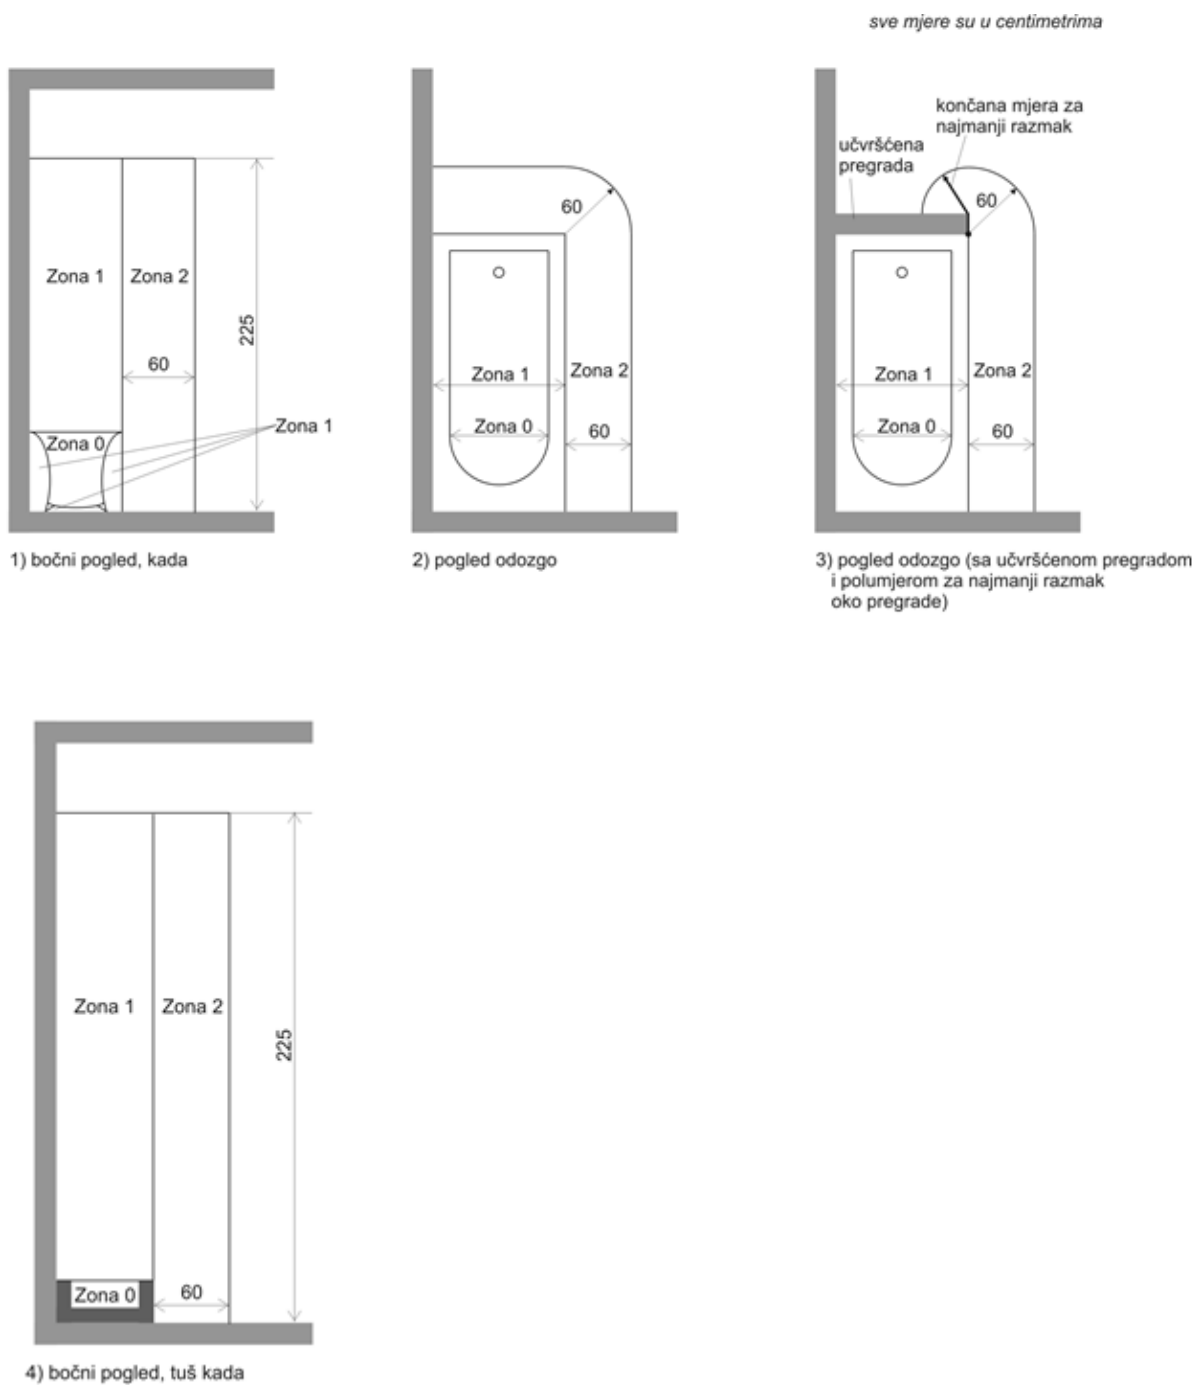 sve mjere su u centimetrima
Zona 1
Zona 2
225
60
Zona 0
Zona 1
1) bočni pogled, kada
60
Zona 1
Zona 2
Zona 0
60
2) pogled odozgo
končana mjera za
najmanji razmak
učvršćena
pregrada
60
Zona 1
Zona 2
Zona 0
60
3) pogled odozgo (sa učvršćenom pregradom
i polumjerom za najmanji razmak
oko pregrade)
Zona 1
Zona 2
225
Zona 0
60
4) bočni pogled, tuš kada